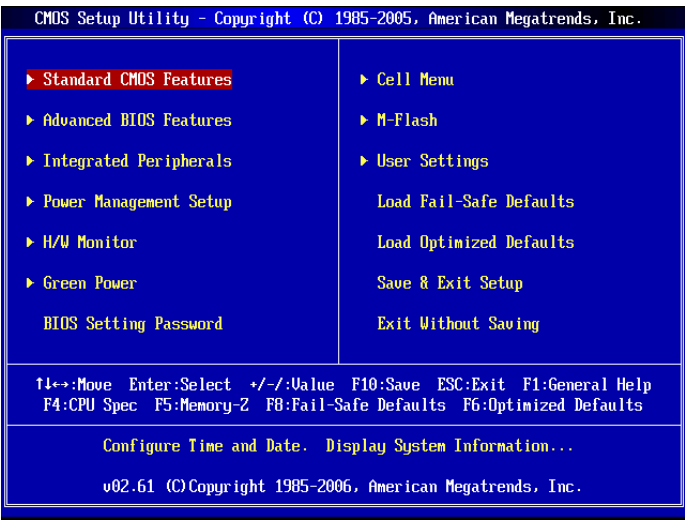 CMOS Setup Utility - Copyright (C) 1985-2005, American Megatrends, Inc.
▶ Standard CMOS Features
▶ Advanced BIOS Features
▶ Integrated Peripherals
▶ Power Management Setup
▶ H/W Monitor
▶ Green Power
BIOS Setting Password
▶ Cell Menu
▶ M-Flash
▶ User Settings
Load Fail-Safe Defaults
Load Optimized Defaults
Save & Exit Setup
Exit Without Saving
↑↓↔:Move Enter:Select +/-/:Value F10:Save ESC:Exit F1:General Help
F4:CPU Spec F5:Memory-Z F8:Fail-Safe Defaults F6:Optimized Defaults
Configure Time and Date. Display System Information...
v02.61 (C)Copyright 1985-2006, American Megatrends, Inc.